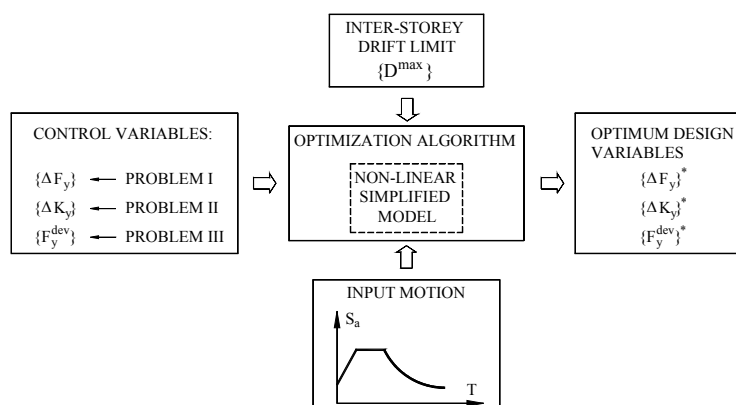 INTER-STOREY
DRIFT LIMIT
{D^max}
CONTROL VARIABLES:
{ΔF_y} ← PROBLEM I
{ΔK_y} ← PROBLEM II
{F_y^dev} ← PROBLEM III
OPTIMIZATION ALGORITHM
NON-LINEAR
SIMPLIFIED
MODEL
OPTIMUM DESIGN
VARIABLES
{ΔF_y}*
{ΔK_y}*
{F_y^dev}*
INPUT MOTION
S_a
T